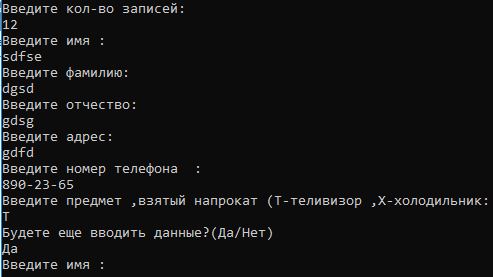 Введите кол-во записей:
12
Введите имя :
sdfse
Введите фамилию:
dgsd
Введите отчество:
gdsg
Введите адрес:
gdfd
Введите номер телефона  :
890-23-65
Введите предмет ,взятый напрокат (Т-теливизор ,Х-холодильник:
Т
Будете еще вводить данные?(Да/Нет)
Да
Введите имя :